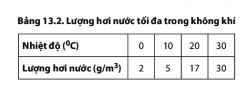 Bảng 13.2. Lượng hơi nước tối đa trong không khí
Nhiệt độ (⁰C) 0 10 20 30
Lượng hơi nước (g/m³) 2 5 17 30